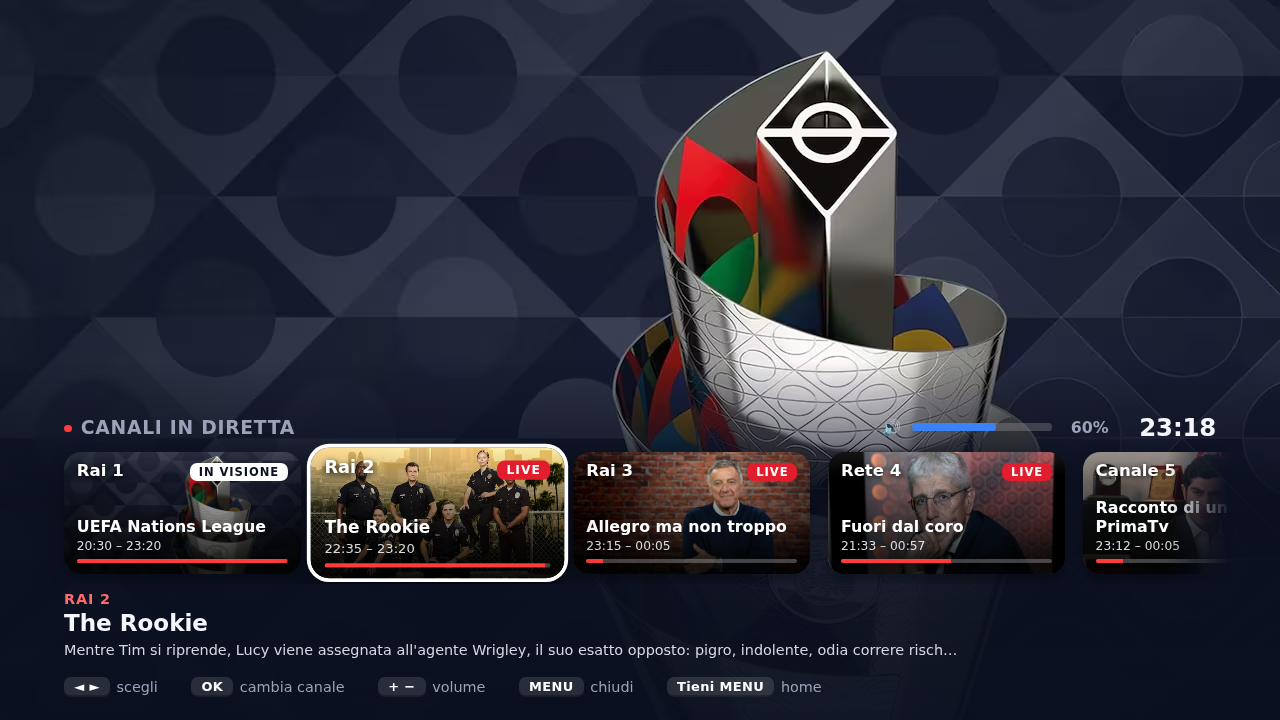 CANALI IN DIRETTA
60%
23:18
Rai 1
IN VISIONE
UEFA Nations League
20:30 – 23:20
Rai 2
LIVE
The Rookie
22:35 – 23:20
Rai 3
LIVE
Allegro ma non troppo
23:15 – 00:05
Rete 4
LIVE
Fuori dal coro
21:33 – 00:57
Canale 5
Racconto di un
PrimaTv
23:12 – 00:05
RAI 2
The Rookie
Mentre Tim si riprende, Lucy viene assegnata all'agente Wrigley, il suo esatto opposto: pigro, indolente, odia correre risch…
◄ ► scegli
OK cambia canale
+ − volume
MENU chiudi
Tieni MENU home